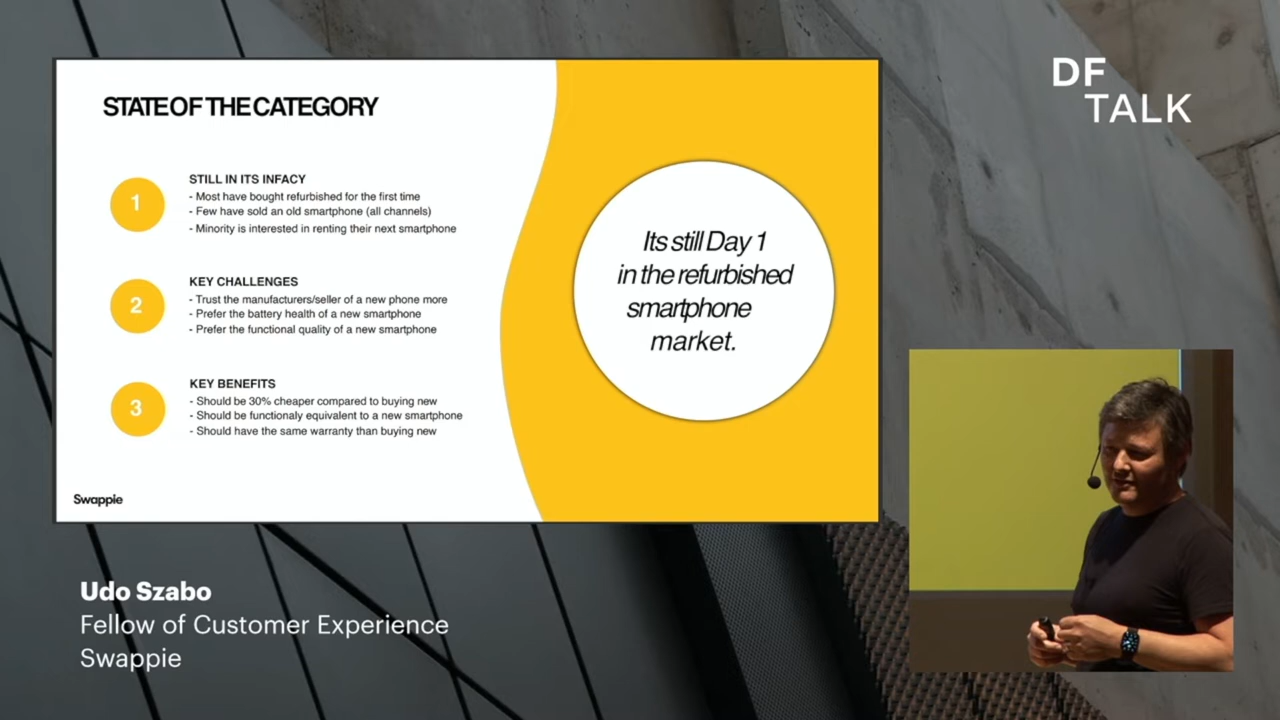 DF
TALK
STATE OF THE CATEGORY
1
STILL IN ITS INFACY
- Most have bought refurbished for the first time
- Few have sold an old smartphone (all channels)
- Minority is interested in renting their next smartphone
2
KEY CHALLENGES
- Trust the manufacturers/seller of a new phone more
- Prefer the battery health of a new smartphone
- Prefer the functional quality of a new smartphone
3
KEY BENEFITS
- Should be 30% cheaper compared to buying new
- Should be functionaly equivalent to a new smartphone
- Should have the same warranty than buying new
Swappie
Its still Day 1
in the refurbished
smartphone
market.
Udo Szabo
Fellow of Customer Experience
Swappie